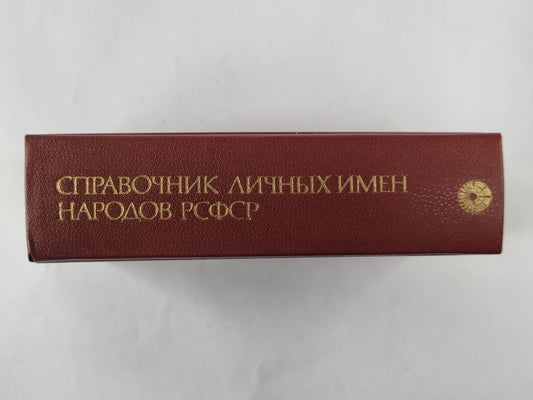 СПРАВОЧНИК ЛИЧНЫХ ИМЕН
НАРОДОВ РСФСР